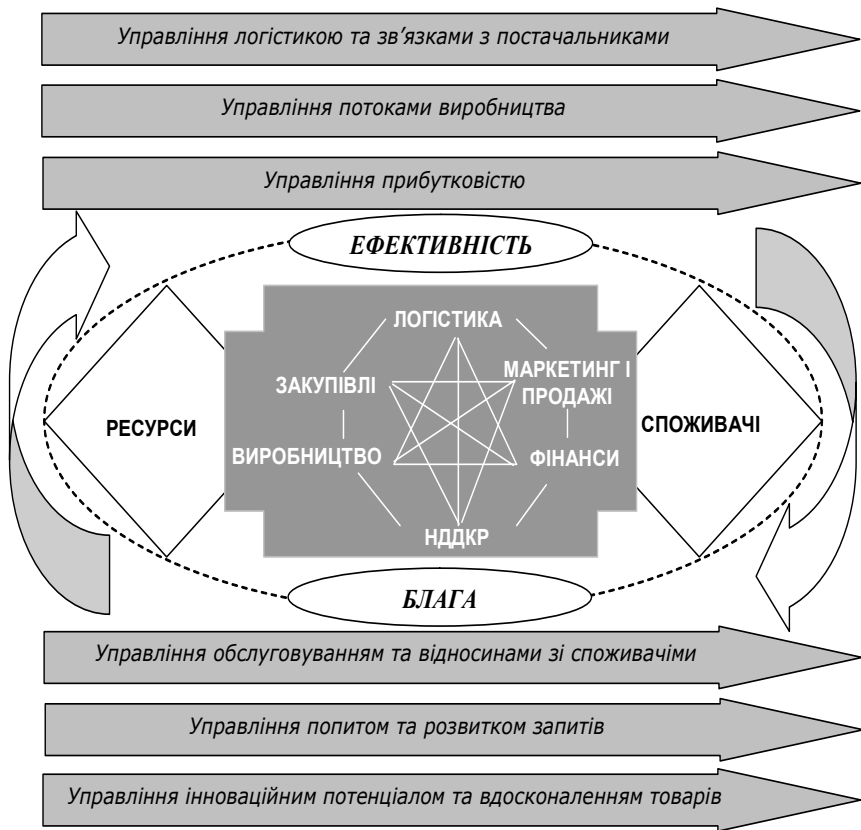 Управління логістикою та зв’язками з постачальниками
Управління потоками виробництва
Управління прибутковістю
ЕФЕКТИВНІСТЬ
ЛОГІСТИКА
ЗАКУПІВЛІ
МАРКЕТИНГ І
ПРОДАЖІ
РЕСУРСИ
СПОЖИВАЧІ
ВИРОБНИЦТВО
ФІНАНСИ
НДДКР
БЛАГА
Управління обслуговуванням та відносинами зі споживачіми
Управління попитом та розвитком запитів
Управління інноваційним потенціалом та вдосконаленням товарів